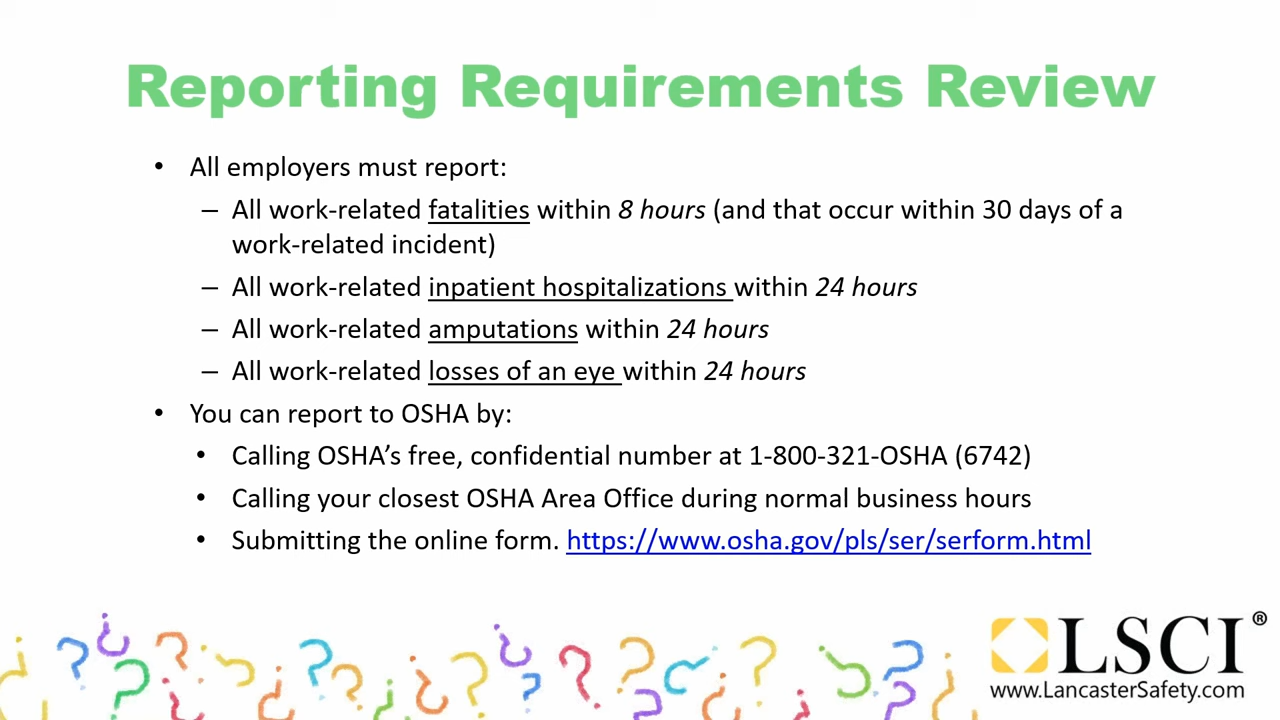 Reporting Requirements Review
• All employers must report:
– All work-related fatalities within 8 hours (and that occur within 30 days of a
work-related incident)
– All work-related inpatient hospitalizations within 24 hours
– All work-related amputations within 24 hours
– All work-related losses of an eye within 24 hours
• You can report to OSHA by:
• Calling OSHA’s free, confidential number at 1-800-321-OSHA (6742)
• Calling your closest OSHA Area Office during normal business hours
• Submitting the online form. https://www.osha.gov/pls/ser/serform.html
LSCI®
www.LancasterSafety.com